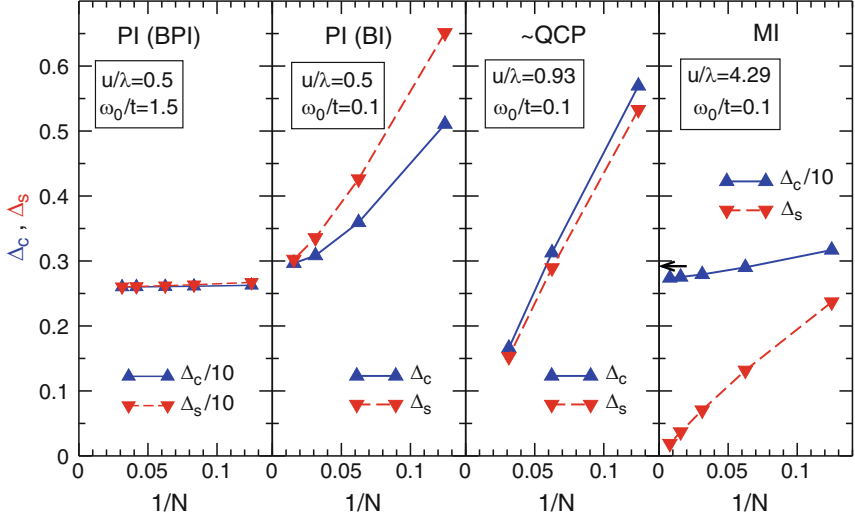 PI (BPI)
PI (BI)
~QCP
MI
u/λ=0.5
ω₀/t=1.5
u/λ=0.5
ω₀/t=0.1
u/λ=0.93
ω₀/t=0.1
u/λ=4.29
ω₀/t=0.1
Δc , Δs
0.6
0.5
0.4
0.3
0.2
0.1
0
Δc/10
Δs/10
Δc
Δs
Δc
Δs
Δc/10
Δs
0 0.05 0.1
0 0.05 0.1
0 0.05 0.1
0 0.05 0.1
1/N
1/N
1/N
1/N